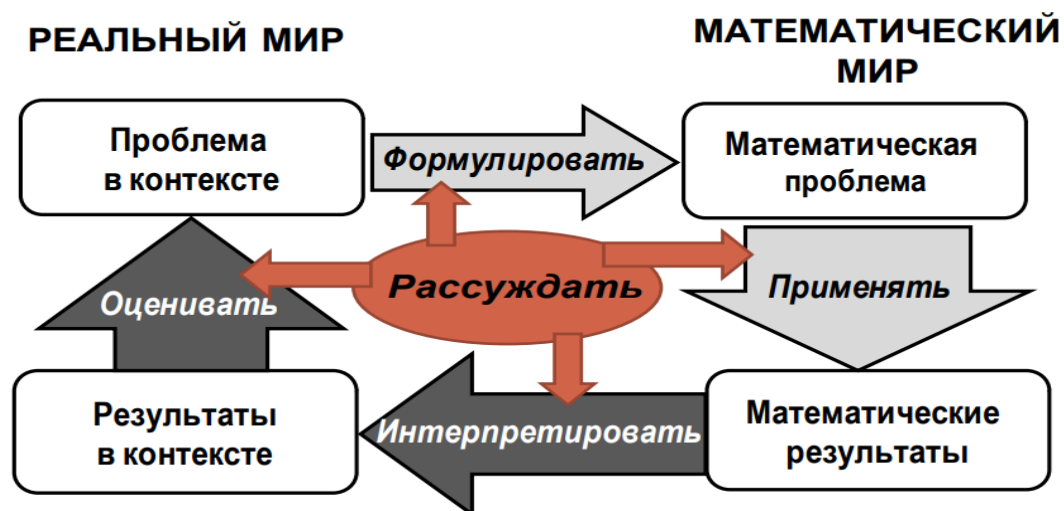 РЕАЛЬНЫЙ МИР
МАТЕМАТИЧЕСКИЙ
МИР
Проблема
в контексте
Формулировать
Математическая
проблема
Рассуждать
Оценивать
Применять
Результаты
в контексте
Интерпретировать
Математические
результаты